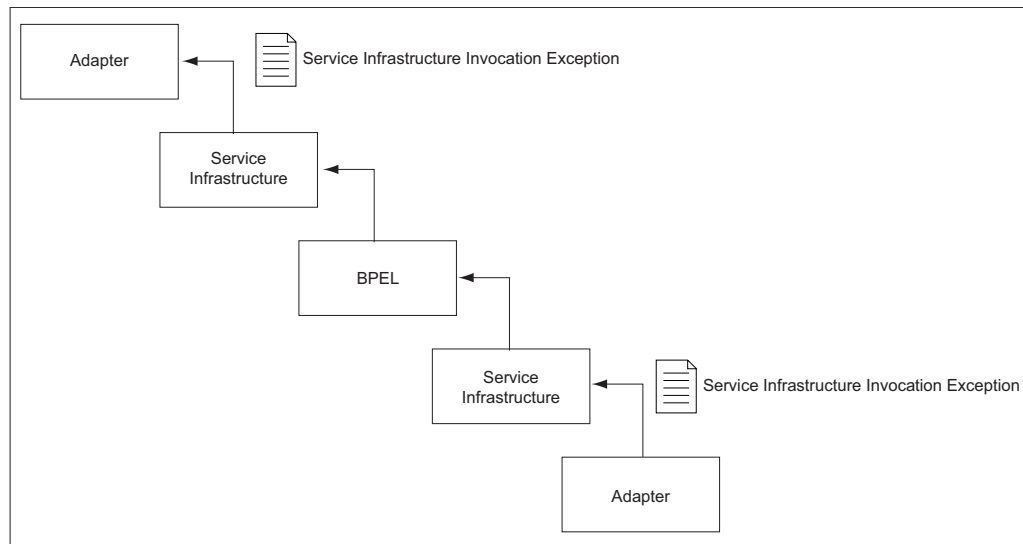 Adapter
Service Infrastructure Invocation Exception
Service
Infrastructure
BPEL
Service
Infrastructure
Service Infrastructure Invocation Exception
Adapter